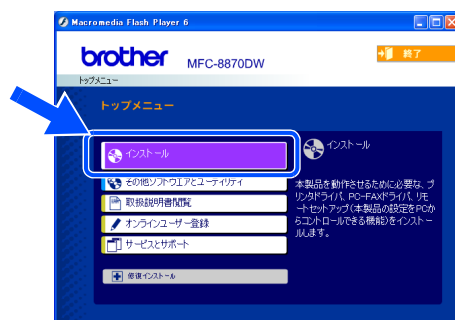 Macromedia Flash Player 6
brother MFC-8870DW
終了
トップメニュー
トップメニュー
インストール
その他ソフトウエアとユーティリティ
取扱説明書閲覧
オンラインユーザー登録
サービスとサポート
修復インストール
インストール
本製品を動作させるために必要な、プ
リンタドライバ、PC-FAXドライバ、リモ
ートセットアップ(本製品の設定をPCか
らコントロールできる機能)をインストー
ルします。